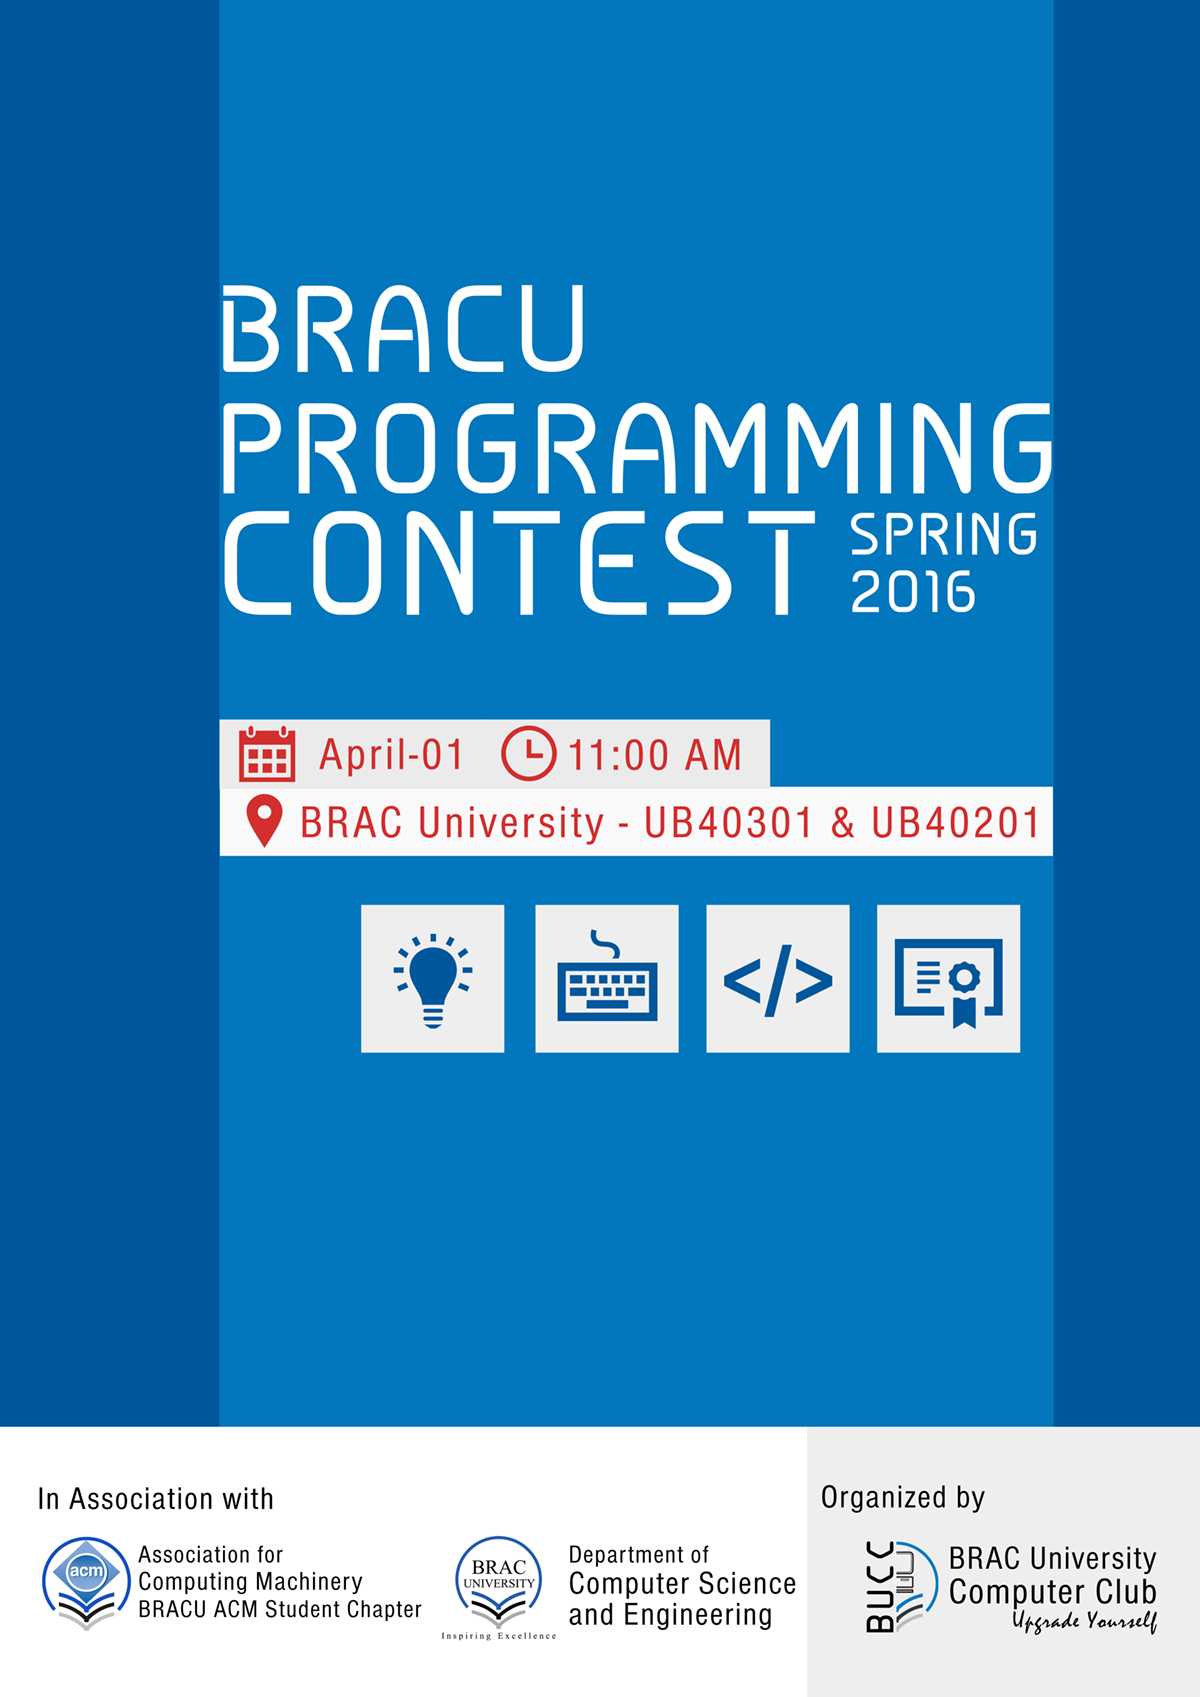 BRACU
PROGRAMMING
CONTEST
SPRING
2016
April-01 11:00 AM
BRAC University - UB40301 & UB40201
</>
In Association with
acm
Association for
Computing Machinery
BRACU ACM Student Chapter
BRAC
UNIVERSITY
Inspiring Excellence
Department of
Computer Science
and Engineering
Organized by
BUCC
BRAC University
Computer Club
Upgrade Yourself